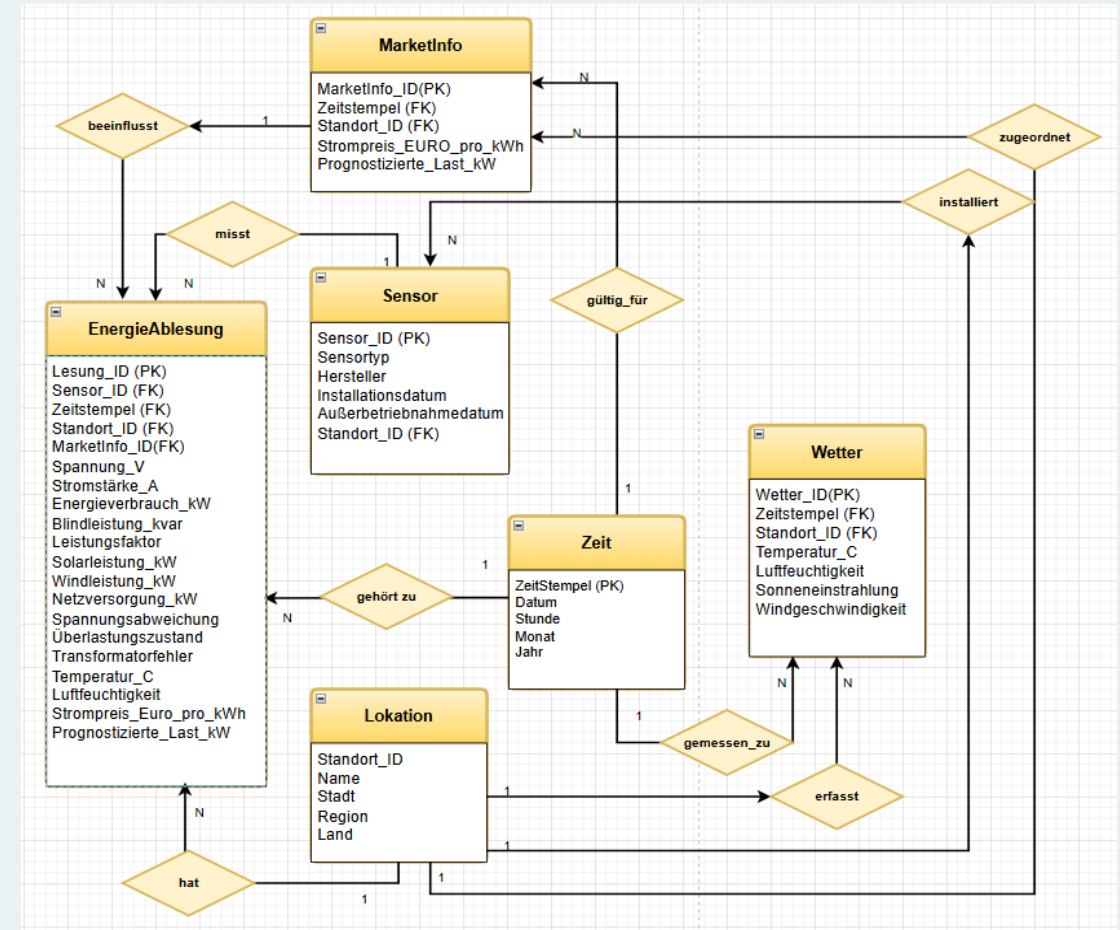 MarketInfo
MarketInfo_ID(PK)
Zeitstempel (FK)
Standort_ID (FK)
Strompreis_EURO_pro_kWh
Prognostizierte_Last_kW
beeinflusst
1
N
N
zugeordnet
installiert
misst
N
1
N
N
Sensor
Sensor_ID (PK)
Sensortyp
Hersteller
Installationsdatum
Außerbetriebnahmedatum
Standort_ID (FK)
gültig_für
1
EnergieAblesung
Lesung_ID (PK)
Sensor_ID (FK)
Zeitstempel (FK)
Standort_ID (FK)
MarketInfo_ID(FK)
Spannung_V
Stromstärke_A
Energieverbrauch_kW
Blindleistung_kvar
Leistungsfaktor
Solarleistung_kW
Windleistung_kW
Netzversorgung_kW
Spannungsabweichung
Überlastungszustand
Transformatorfehler
Temperatur_C
Luftfeuchtigkeit
Strompreis_Euro_pro_kWh
Prognostizierte_Last_kW
Wetter
Wetter_ID(PK)
Zeitstempel (FK)
Standort_ID (FK)
Temperatur_C
Luftfeuchtigkeit
Sonneneinstrahlung
Windgeschwindigkeit
Zeit
ZeitStempel (PK)
Datum
Stunde
Monat
Jahr
1
gehört zu
N
Lokation
Standort_ID
Name
Stadt
Region
Land
1
gemessen_zu
N
N
erfasst
1
1
1
N
hat
1